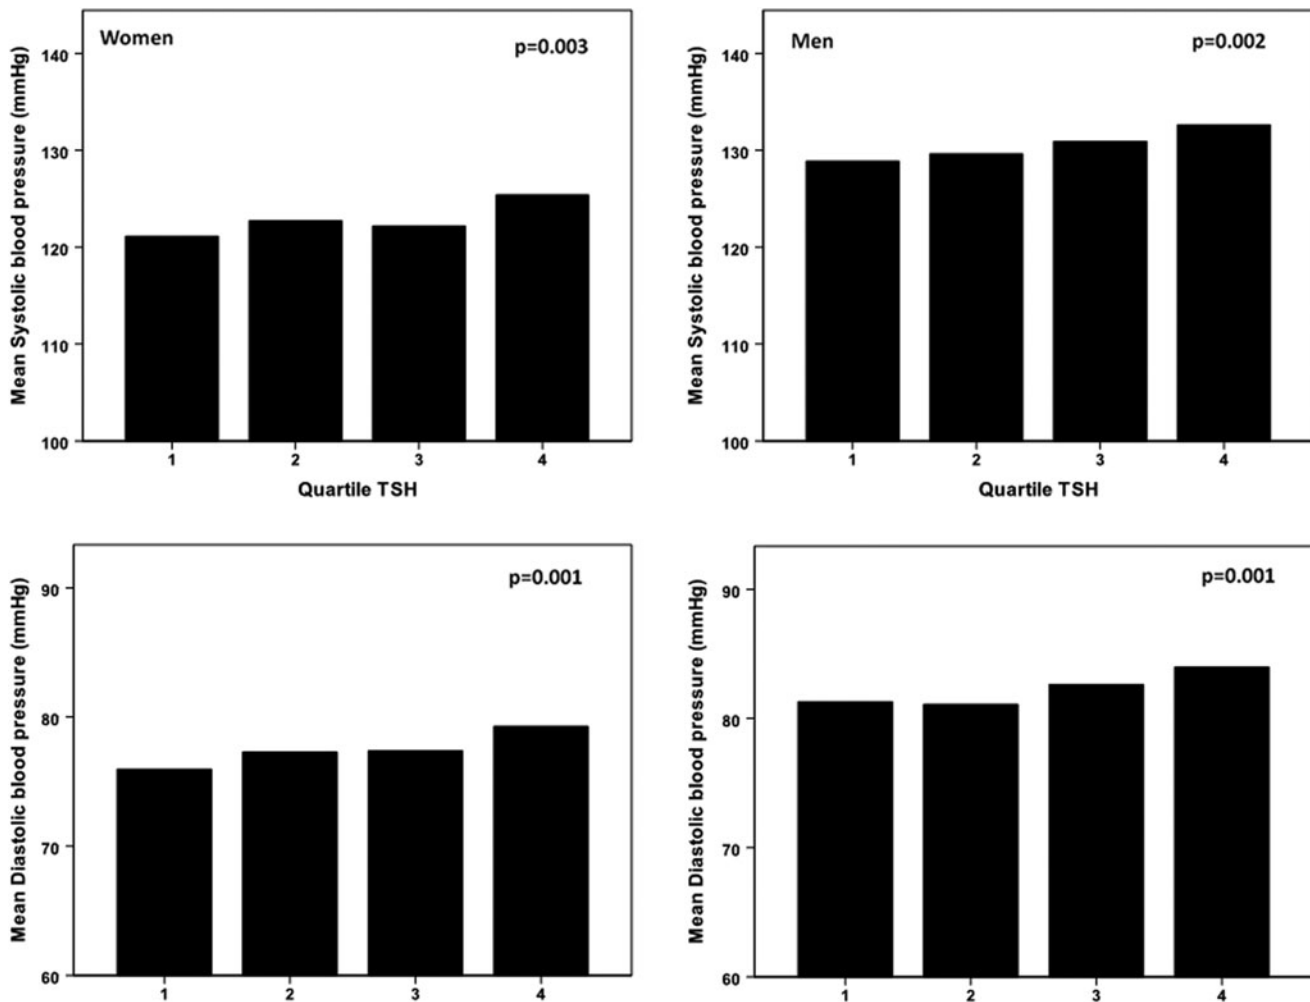 Women
p=0.003
Mean Systolic blood pressure (mmHg)
140
130
120
110
100
1 2 3 4
Quartile TSH
Men
p=0.002
Mean Systolic blood pressure (mmHg)
140
130
120
110
100
1 2 3 4
Quartile TSH
p=0.001
Mean Diastolic blood pressure (mmHg)
90
80
70
60
1 2 3 4
p=0.001
Mean Diastolic blood pressure (mmHg)
90
80
70
60
1 2 3 4